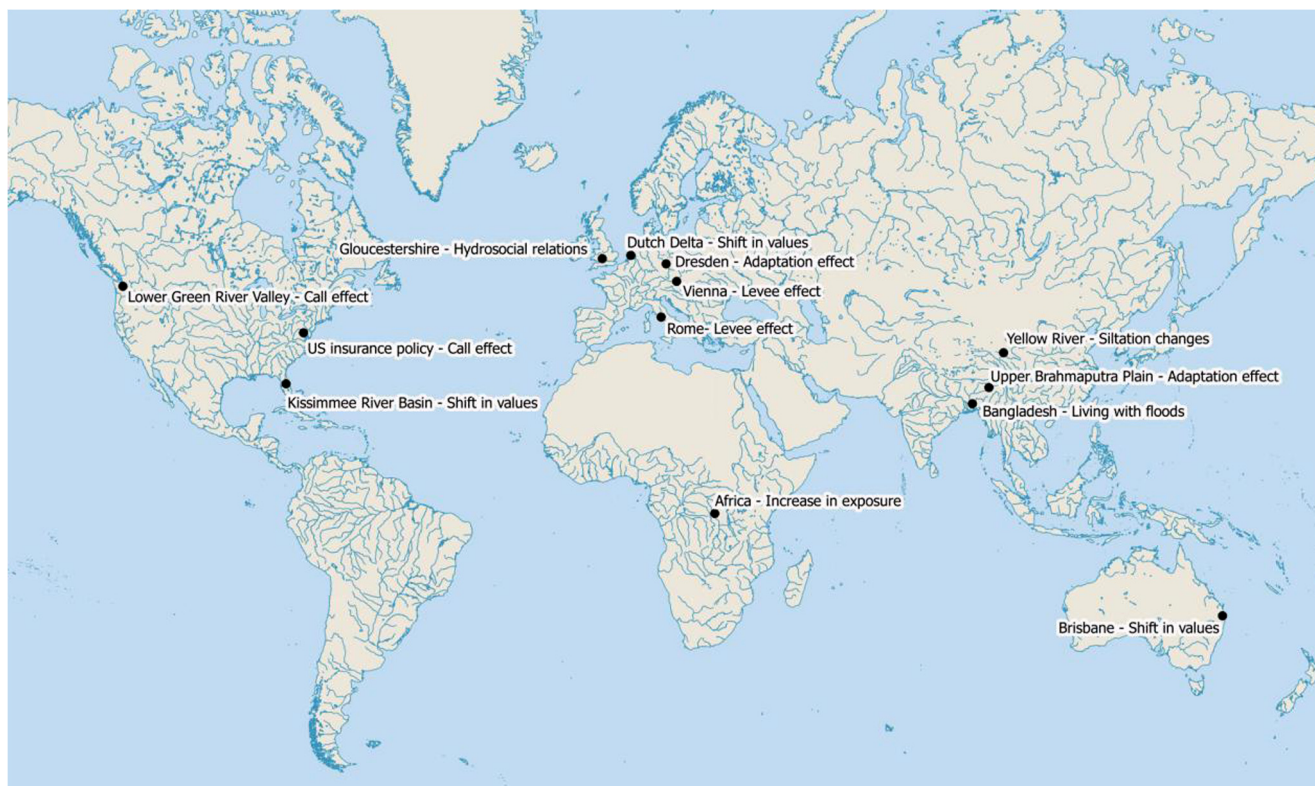 Gloucestershire - Hydrosocial relations
Dutch Delta - Shift in values
Dresden - Adaptation effect
Vienna - Levee effect
Lower Green River Valley - Call effect
Rome- Levee effect
US insurance policy - Call effect
Yellow River - Siltation changes
Upper Brahmaputra Plain - Adaptation effect
Kissimmee River Basin - Shift in values
Bangladesh - Living with floods
Africa - Increase in exposure
Brisbane - Shift in values